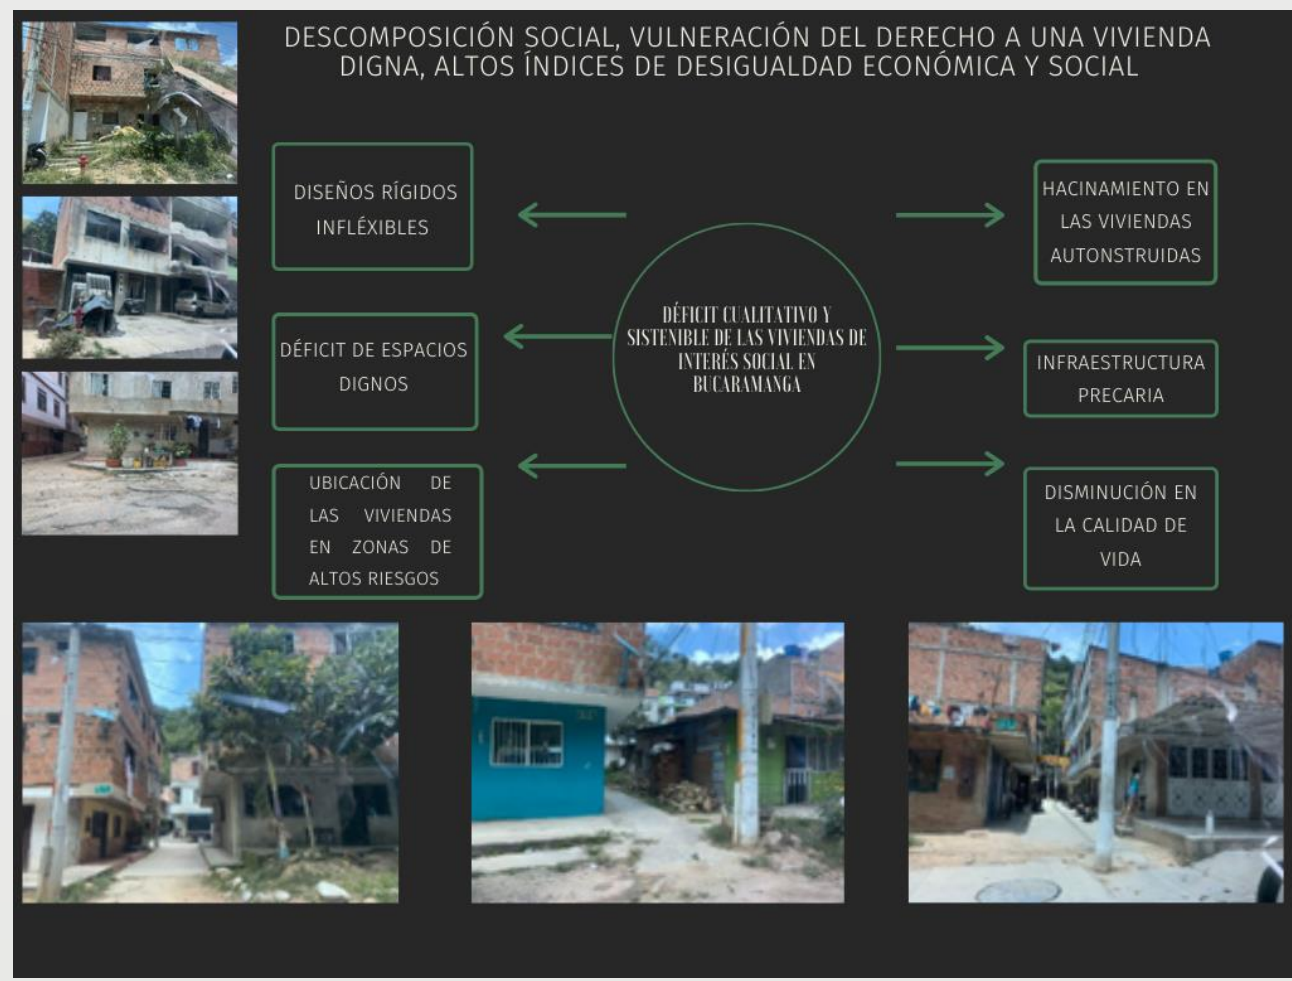 DESCOMPOSICIÓN SOCIAL, VULNERACIÓN DEL DERECHO A UNA VIVIENDA
DIGNA, ALTOS ÍNDICES DE DESIGUALDAD ECONÓMICA Y SOCIAL
DISEÑOS RÍGIDOS
INFLÉXIBLES
DÉFICIT DE ESPACIOS
DIGNOS
UBICACIÓN DE
LAS VIVIENDAS
EN ZONAS DE
ALTOS RIESGOS
DÉFICIT CUALITATIVO Y
SISTENIBLE DE LAS VIVIENDAS DE
INTERÉS SOCIAL EN
BUCARAMANGA
HACINAMIENTO EN
LAS VIVIENDAS
AUTONSTRUIDAS
INFRAESTRUCTURA
PRECARIA
DISMINUCIÓN EN
LA CALIDAD DE
VIDA